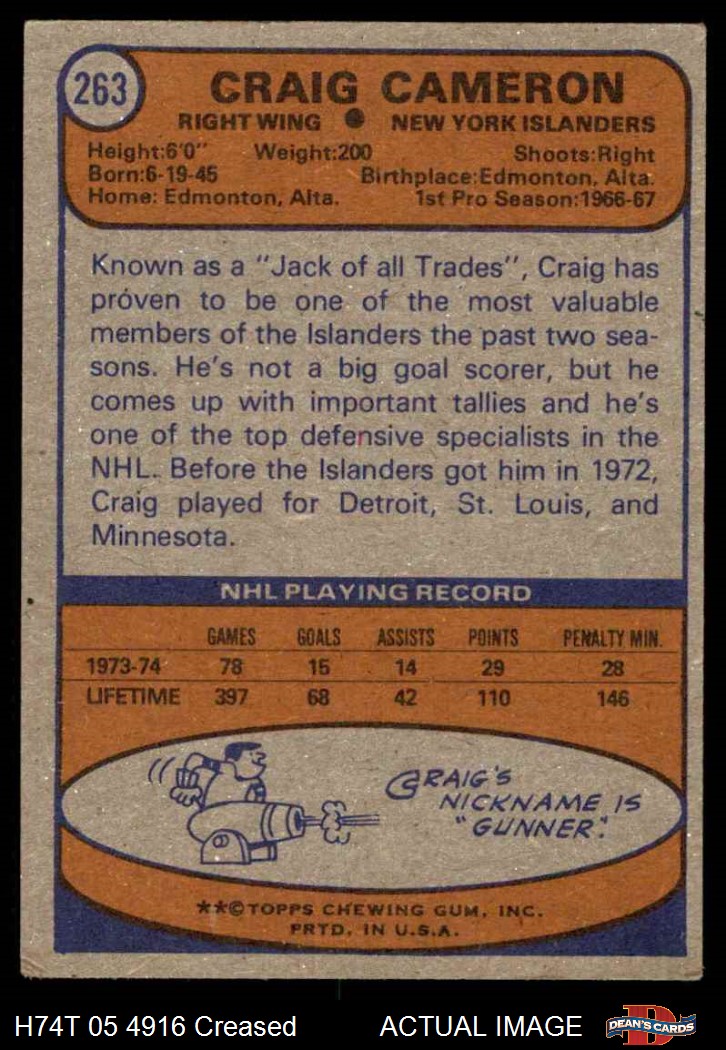 263
CRAIG CAMERON
RIGHT WING ● NEW YORK ISLANDERS
Height:6'0" Weight:200 Shoots:Right
Born:6-19-45 Birthplace:Edmonton, Alta.
Home: Edmonton, Alta. 1st Pro Season:1966-67
Known as a "Jack of all Trades", Craig has
proven to be one of the most valuable
members of the Islanders the past two sea-
sons. He's not a big goal scorer, but he
comes up with important tallies and he's
one of the top defensive specialists in the
NHL. Before the Islanders got him in 1972,
Craig played for Detroit, St. Louis, and
Minnesota.
NHL PLAYING RECORD
GAMES GOALS ASSISTS POINTS PENALTY MIN.
1973-74 78 15 14 29 28
LIFETIME 397 68 42 110 146
CRAIG'S
NICKNAME IS
"GUNNER".
**©TOPPS CHEWING GUM, INC.
PRTD. IN U.S.A.
H74T 05 4916 Creased ACTUAL IMAGE
D
DEAN'S CARDS